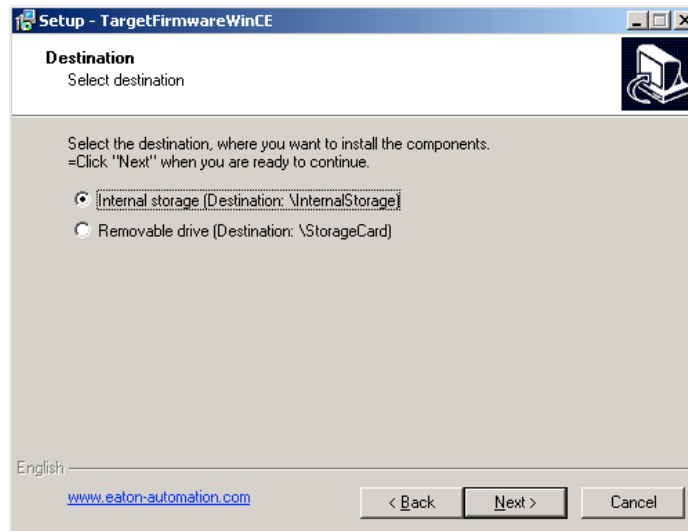 Setup - TargetFirmwareWinCE
Destination
Select destination
Select the destination, where you want to install the components.
=Click "Next" when you are ready to continue.
Internal storage (Destination: \InternalStorage)
Removable drive (Destination: \StorageCard)
English
www.eaton-automation.com
< Back
Next >
Cancel